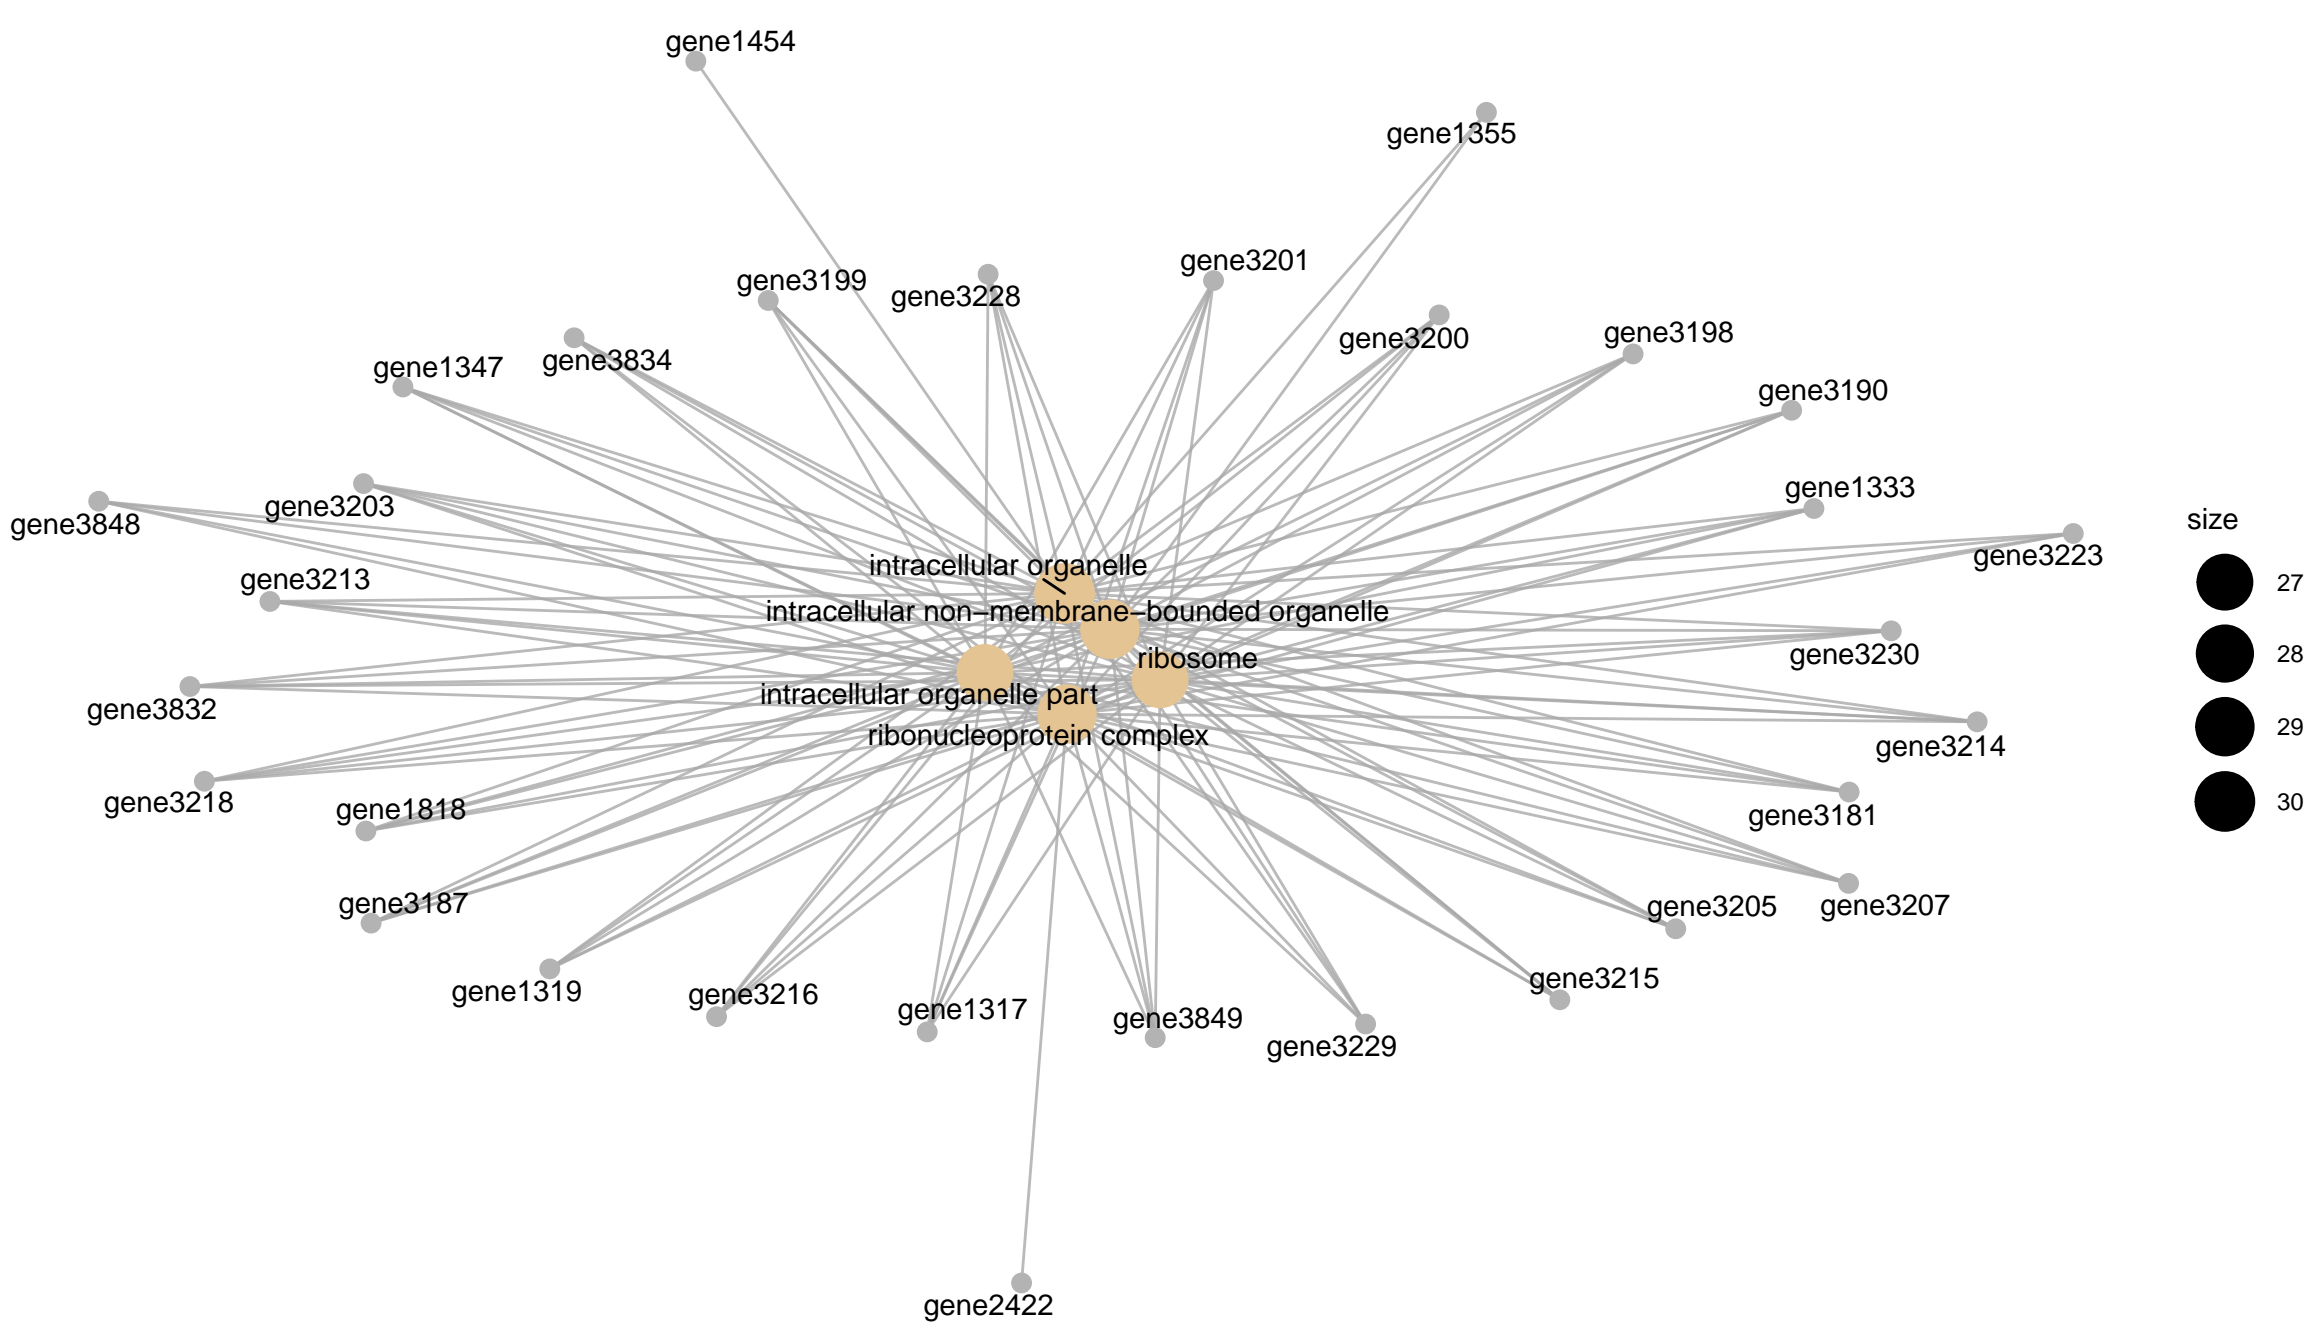 gene1454
gene1355
gene3201
gene3199
gene3228
gene3198
gene3200
gene3834
gene1347
gene3190
gene1333
gene3203
size
gene3848
gene3223
intracellular organelle
gene3213
27
intracellular non−membrane−bounded organelle
gene3230
28
ribosome
intracellular organelle part
gene3832
29
ribonucleoprotein complex
gene3214
gene3218
30
gene1818
gene3181
gene3187
gene3205
gene3207
gene3215
gene1319
gene3216
gene1317
gene3849
gene3229
gene2422